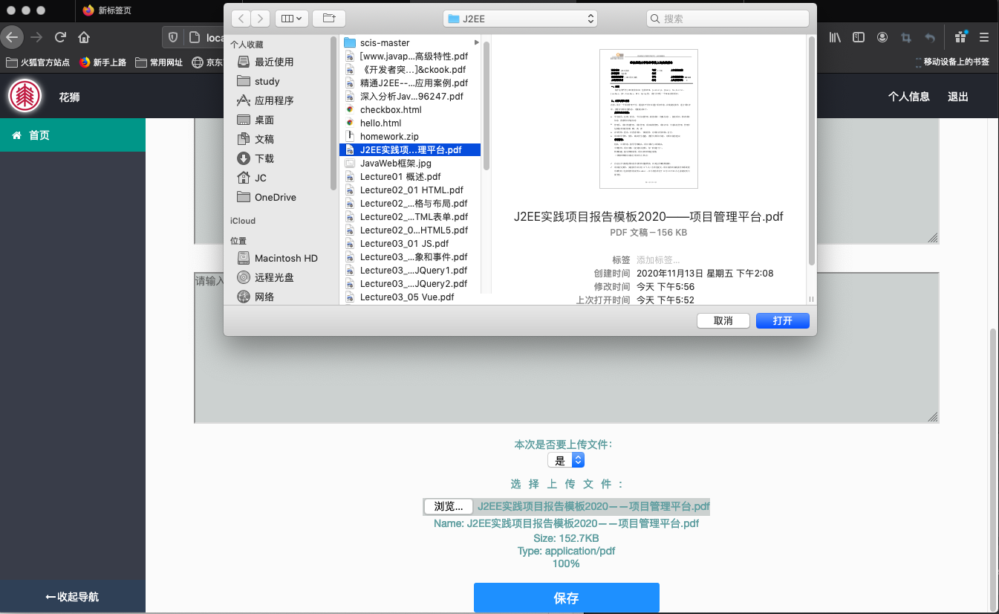 新标签页
J2EE
搜索
loca
火狐官方站点
新手上路
常用网址
京东
移动设备上的书签
花狮
个人信息
退出
首页
个人收藏
最近使用
study
应用程序
桌面
文稿
下载
JC
OneDrive
iCloud
位置
Macintosh HD
远程光盘
网络
scis-master
[www.javap...高级特性.pdf
《开发者突...]&ckook.pdf
精通J2EE--...应用案例.pdf
深入分析Jav...96247.pdf
checkbox.html
hello.html
homework.zip
J2EE实践项...理平台.pdf
JavaWeb框架.jpg
Lecture01 概述.pdf
Lecture02_01 HTML.pdf
Lecture02_...格与布局.pdf
Lecture02_...TML表单.pdf
Lecture02_0...HTML5.pdf
Lecture03_01 JS.pdf
Lecture03_...象和事件.pdf
Lecture03_...JQuery1.pdf
Lecture03_...JQuery2.pdf
Lecture03_05 Vue.pdf
J2EE实践项目报告模板2020——项目管理平台.pdf
PDF 文稿 – 156 KB
标签 添加标签...
创建时间 2020年11月13日 星期五 下午2:08
修改时间 今天 下午5:56
上次打开时间 今天 下午5:52
取消
打开
请输入
本次是否要上传文件：
是
选择上传文件：
浏览... J2EE实践项目报告模板2020——项目管理平台.pdf
Name: J2EE实践项目报告模板2020——项目管理平台.pdf
Size: 152.7KB
Type: application/pdf
100%
保存
←收起导航